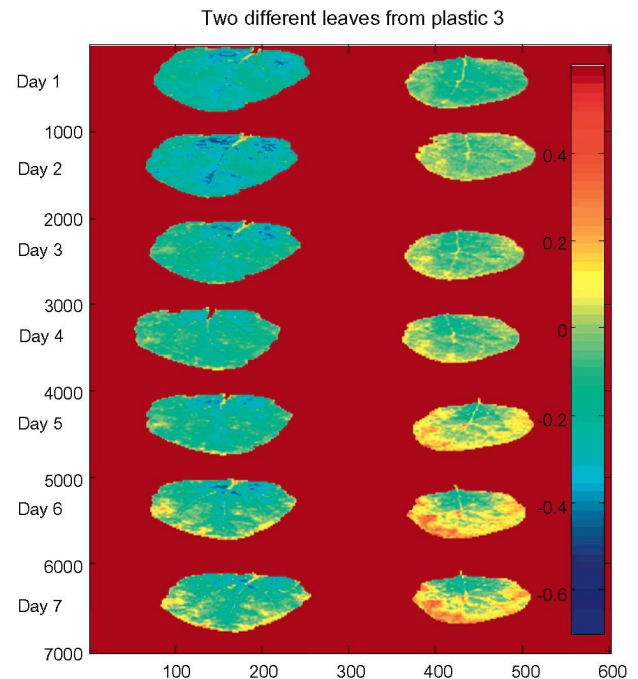 Two different leaves from plastic 3
Day 1
1000
Day 2
2000
Day 3
3000
Day 4
4000
Day 5
5000
Day 6
6000
Day 7
7000
0.4
0.2
0
-0.2
-0.4
-0.6
100 200 300 400 500 600